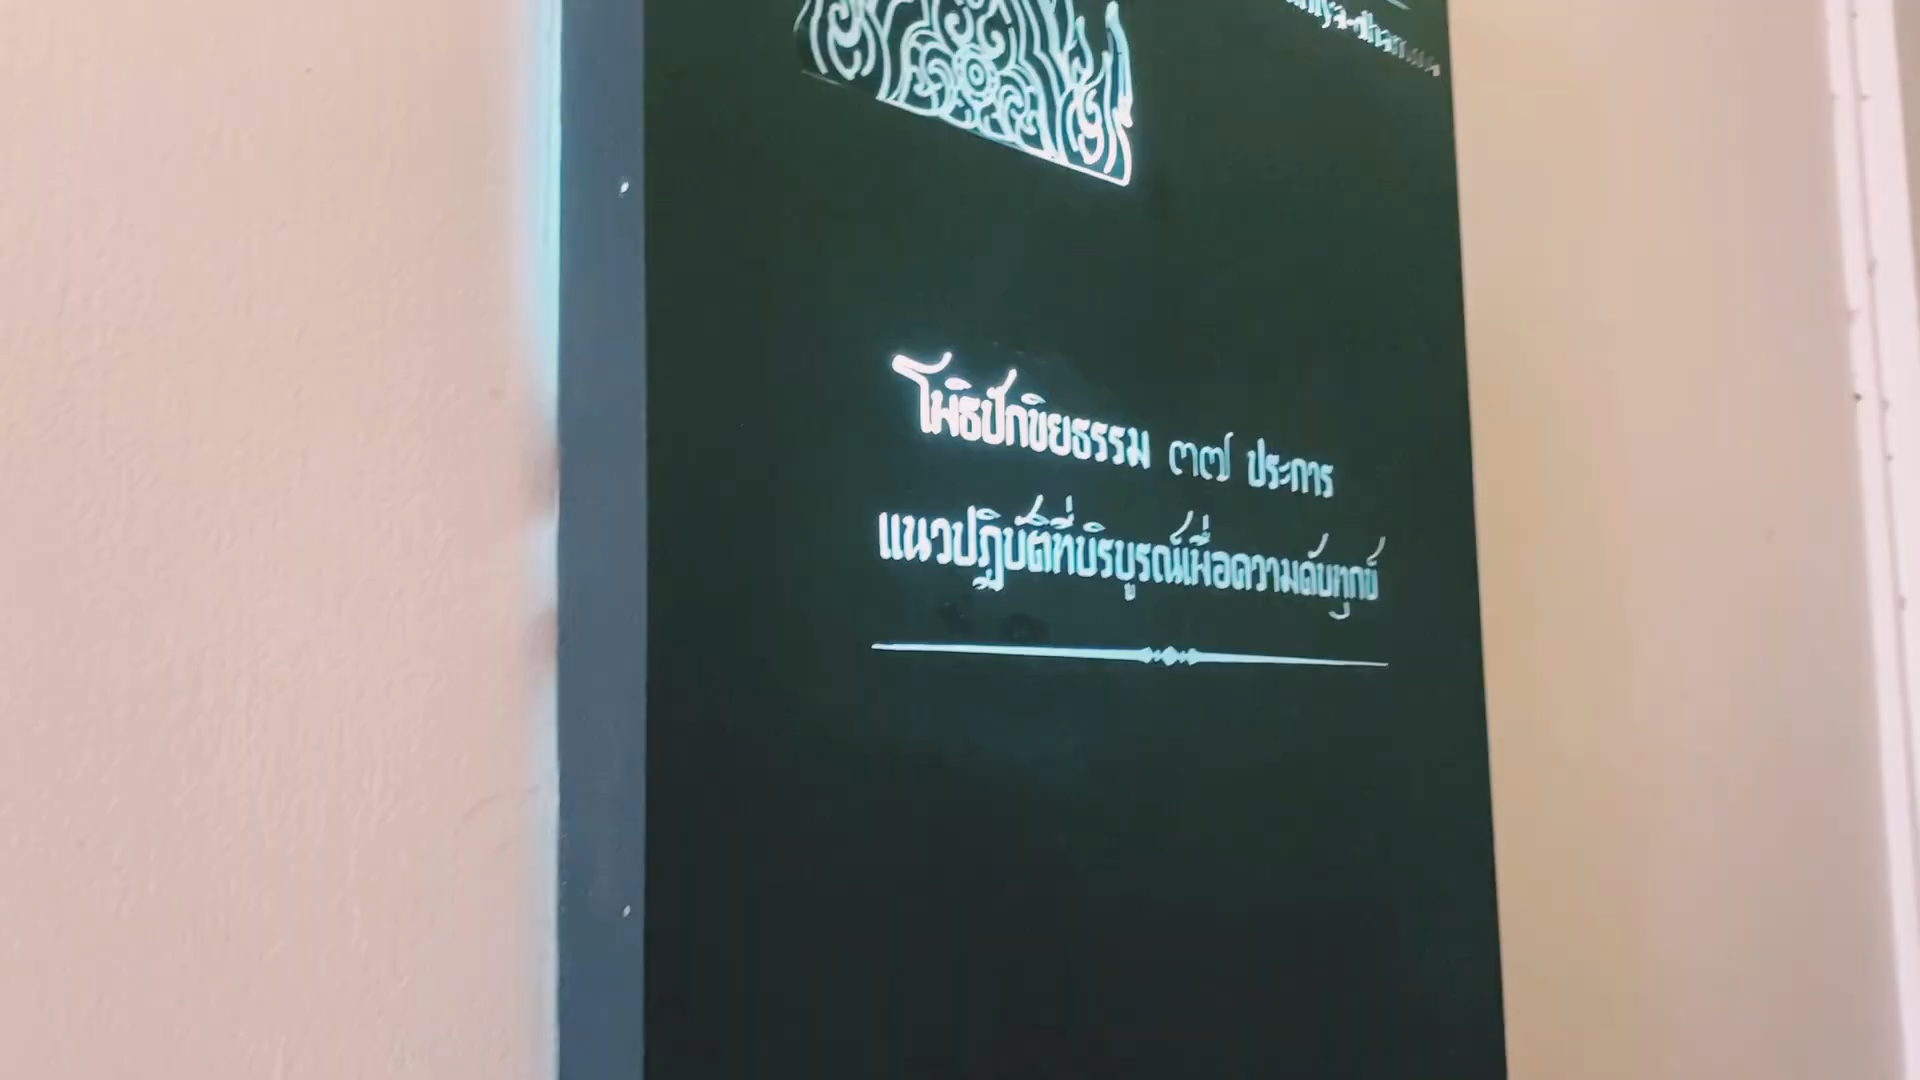 โพธิปักขิยธรรม ๓๗ ประการ
แนวปฏิบัติที่บริบูรณ์เพื่อความดับทุกข์